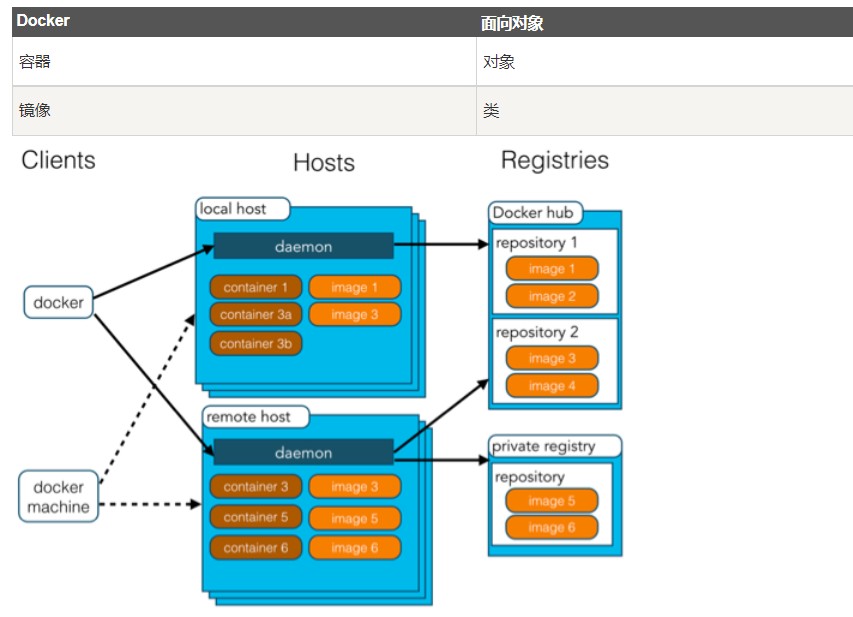 Docker 面向对象
容器 对象
镜像 类
Clients Hosts Registries
local host
daemon
container 1 image 1
container 3a image 3
container 3b
docker
remote host
daemon
container 3 image 3
container 5 image 5
container 6 image 6
docker
machine
Docker hub
repository 1
image 1
image 2
repository 2
image 3
image 4
private registry
repository
image 5
image 6